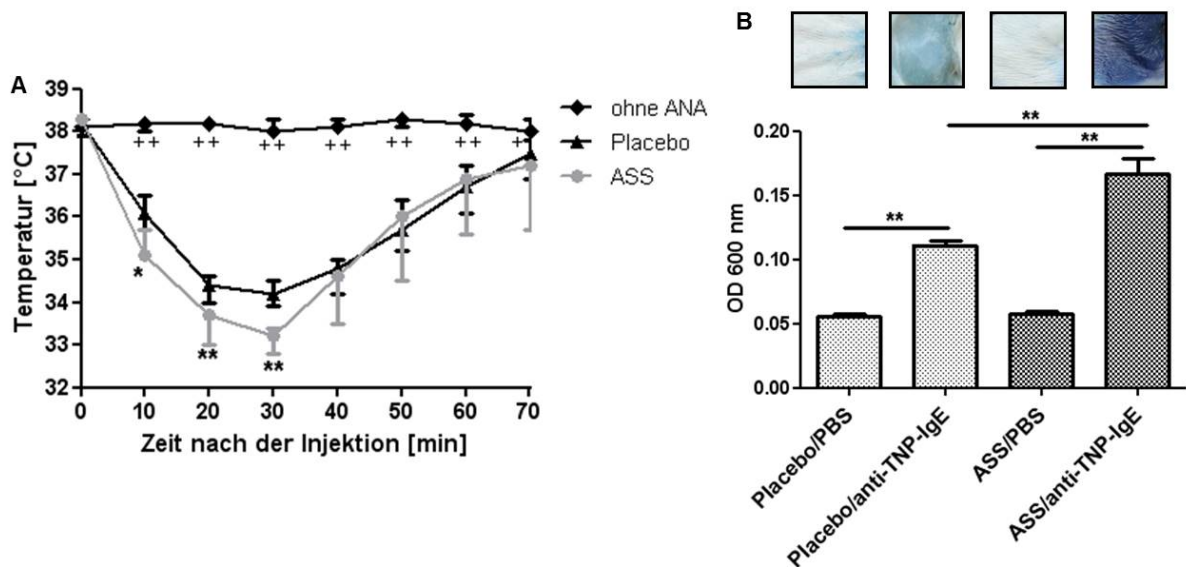 A
39
38
37
36
35
34
33
32
Temperatur [°C]
0 10 20 30 40 50 60 70
Zeit nach der Injektion [min]
++ ++ ++ ++ ++ ++ +
* ** **
ohne ANA
Placebo
ASS
B
0.20
0.15
0.10
0.05
0.00
OD 600 nm
**
**
**
Placebo/PBS
Placebo/anti-TNP-IgE
ASS/PBS
ASS/anti-TNP-IgE